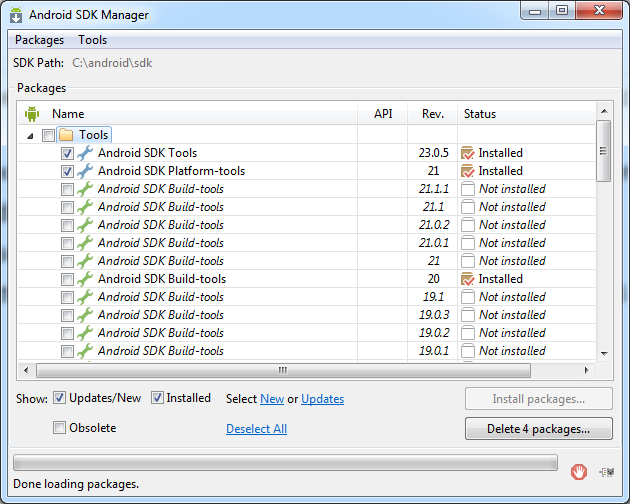 Android SDK Manager
Packages Tools
SDK Path: C:\android\sdk
Packages
Name API Rev. Status
Tools
Android SDK Tools 23.0.5 Installed
Android SDK Platform-tools 21 Installed
Android SDK Build-tools 21.1.1 Not installed
Android SDK Build-tools 21.1 Not installed
Android SDK Build-tools 21.0.2 Not installed
Android SDK Build-tools 21.0.1 Not installed
Android SDK Build-tools 21 Not installed
Android SDK Build-tools 20 Installed
Android SDK Build-tools 19.1 Not installed
Android SDK Build-tools 19.0.3 Not installed
Android SDK Build-tools 19.0.2 Not installed
Android SDK Build-tools 19.0.1 Not installed
Show: Updates/New Installed Select New or Updates Install packages...
Obsolete Deselect All Delete 4 packages...
Done loading packages.